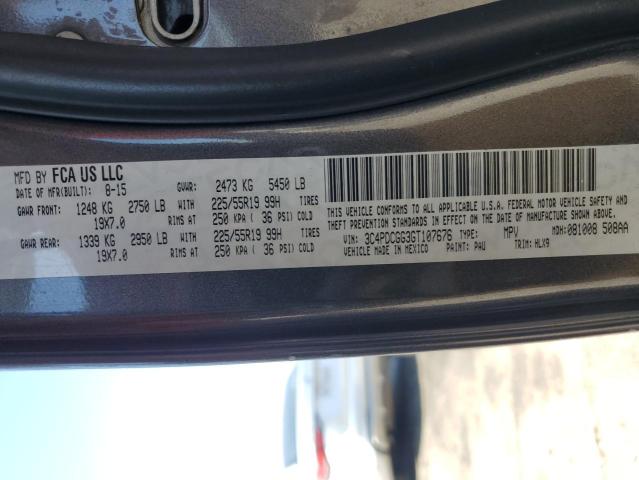 MFD BY FCA US LLC
DATE OF MFR(BUILT): 8-15 GVWR: 2473 KG 5450 LB
GAWR FRONT: 1248 KG 2750 LB WITH 225/55R19 99H TIRES
19X7.0 RIMS AT 250 KPA ( 36 PSI) COLD
GAWR REAR: 1339 KG 2950 LB WITH 225/55R19 99H TIRES
19X7.0 RIMS AT 250 KPA ( 36 PSI) COLD
THIS VEHICLE CONFORMS TO ALL APPLICABLE U.S.A. FEDERAL MOTOR VEHICLE SAFETY AND
THEFT PREVENTION STANDARDS IN EFFECT ON THE DATE OF MANUFACTURE SHOWN ABOVE.
VIN: 3C4PDCGG3GT107676 TYPE: MPV MDH: 081008 508AA
VEHICLE MADE IN MEXICO PAINT: PAU TRIM: HLX9